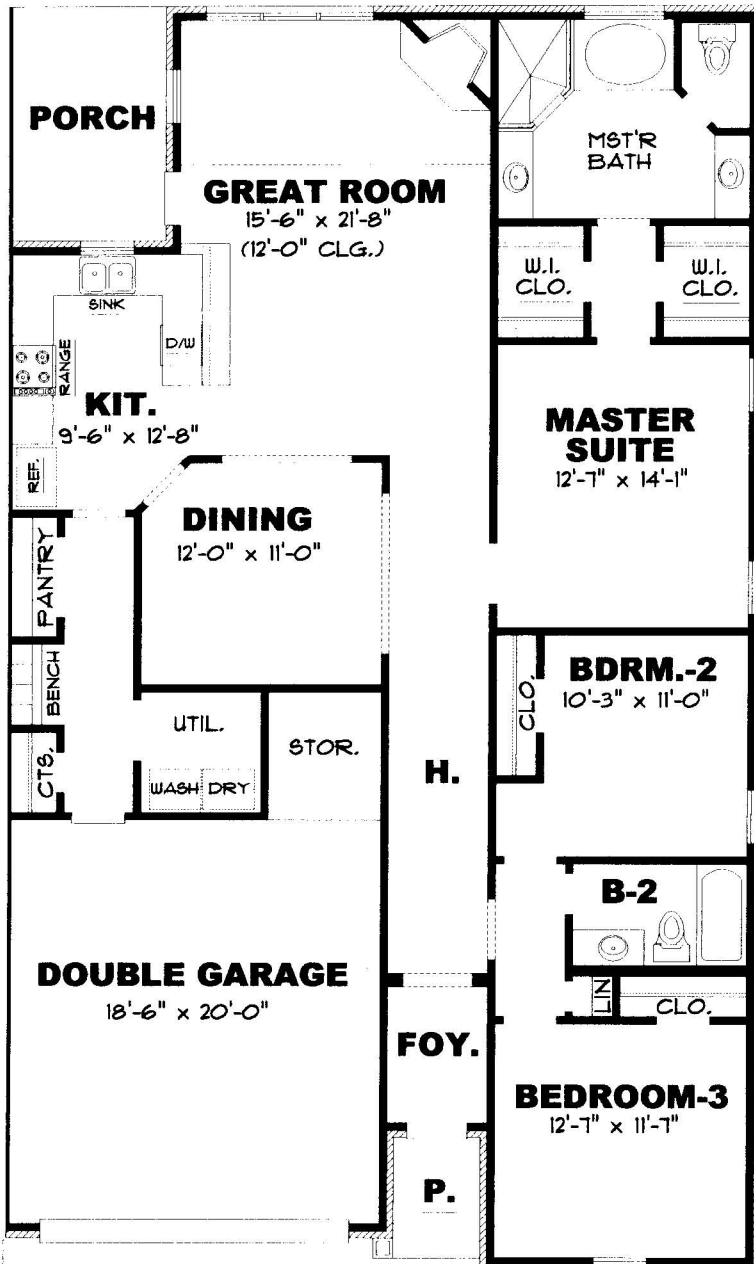 PORCH
GREAT ROOM
15'-6" x 21'-8"
(12'-0" CLG.)
MST'R
BATH
W.I.
CLO.
W.I.
CLO.
SINK
D/W
RANGE
KIT.
9'-6" x 12'-8"
REF.
MASTER
SUITE
12'-7" x 14'-1"
DINING
12'-0" x 11'-0"
PANTRY
BENCH
CTS.
UTIL.
WASH DRY
STOR.
H.
CLO.
BDRM.-2
10'-3" x 11'-0"
B-2
LIN
CLO.
DOUBLE GARAGE
18'-6" x 20'-0"
FOY.
BEDROOM-3
12'-7" x 11'-7"
P.